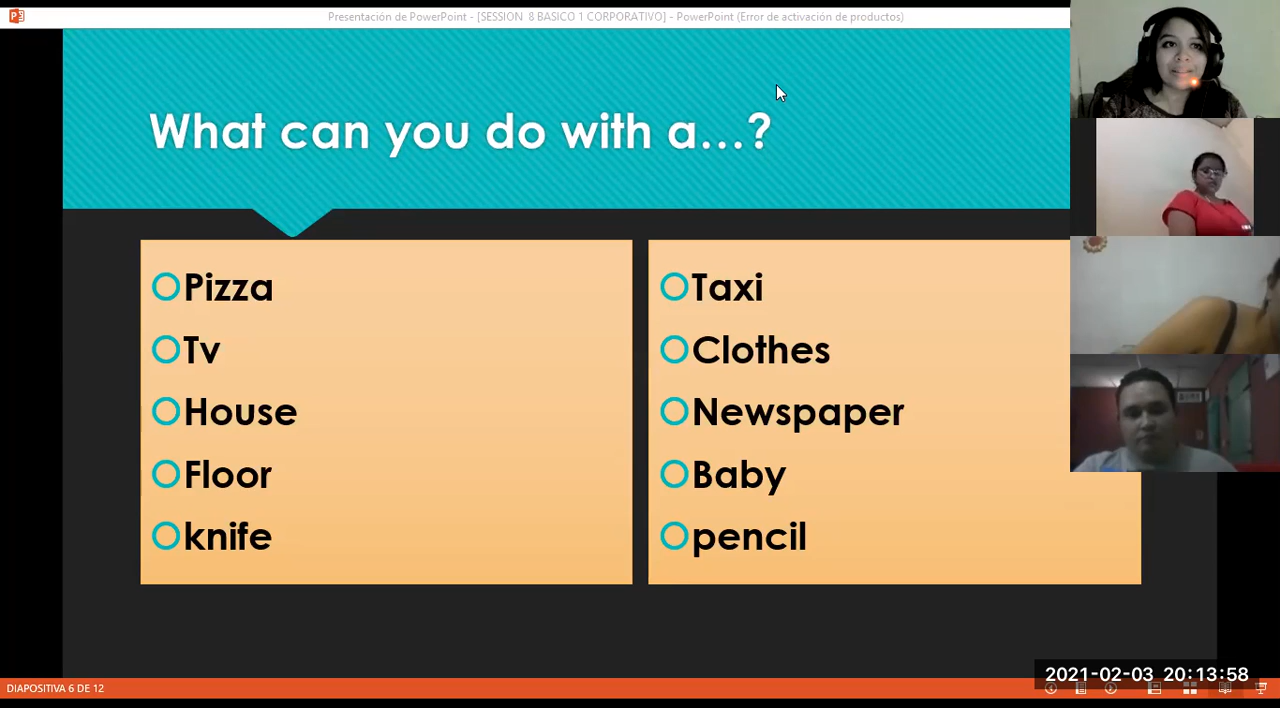 Presentación de PowerPoint - [SESSION 8 BASICO 1 CORPORATIVO] - PowerPoint (Error de activación de productos)
What can you do with a...?
Pizza
Tv
House
Floor
knife
Taxi
Clothes
Newspaper
Baby
pencil
2021-02-03 20:13:58
DIAPOSITIVA 6 DE 12